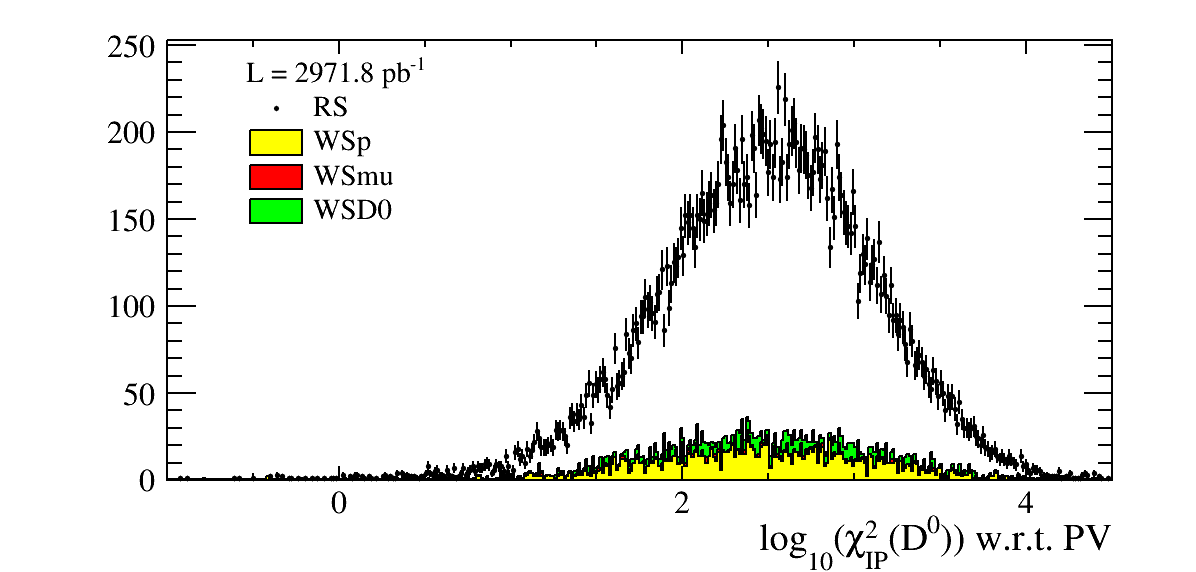 250
200
150
100
50
0
L = 2971.8 pb⁻¹
RS
WSp
WSmu
WSD0
0 2 4
log₁₀(χ²_IP(D⁰)) w.r.t. PV